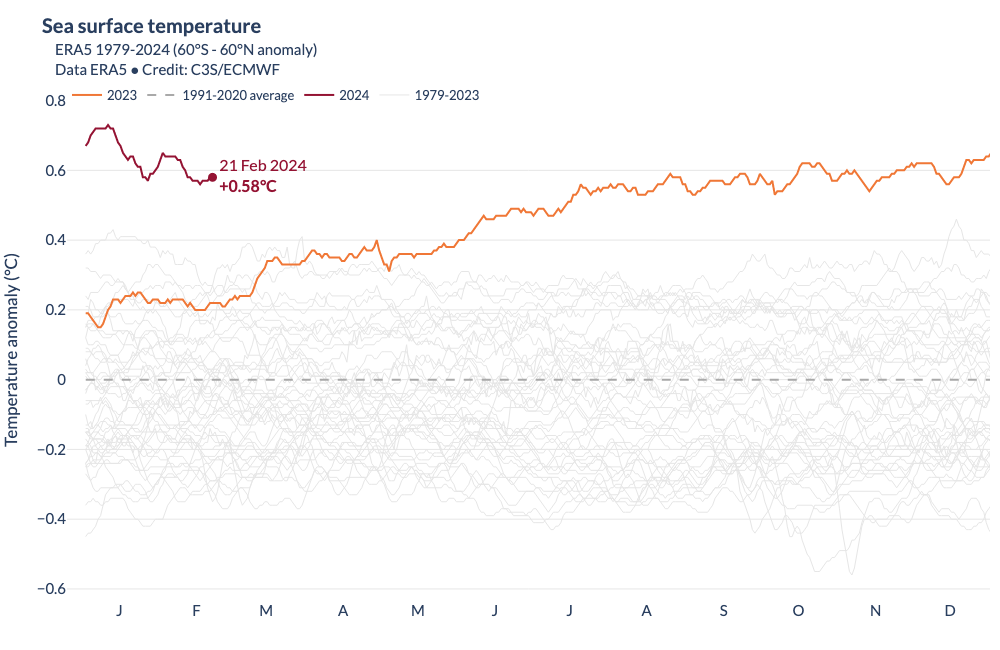 Sea surface temperature
ERA5 1979-2024 (60°S - 60°N anomaly)
Data ERA5 • Credit: C3S/ECMWF
2023 1991-2020 average 2024 1979-2023
0.8
21 Feb 2024
+0.58°C
0.6
0.4
0.2
0
−0.2
−0.4
−0.6
Temperature anomaly (°C)
J F M A M J J A S O N D